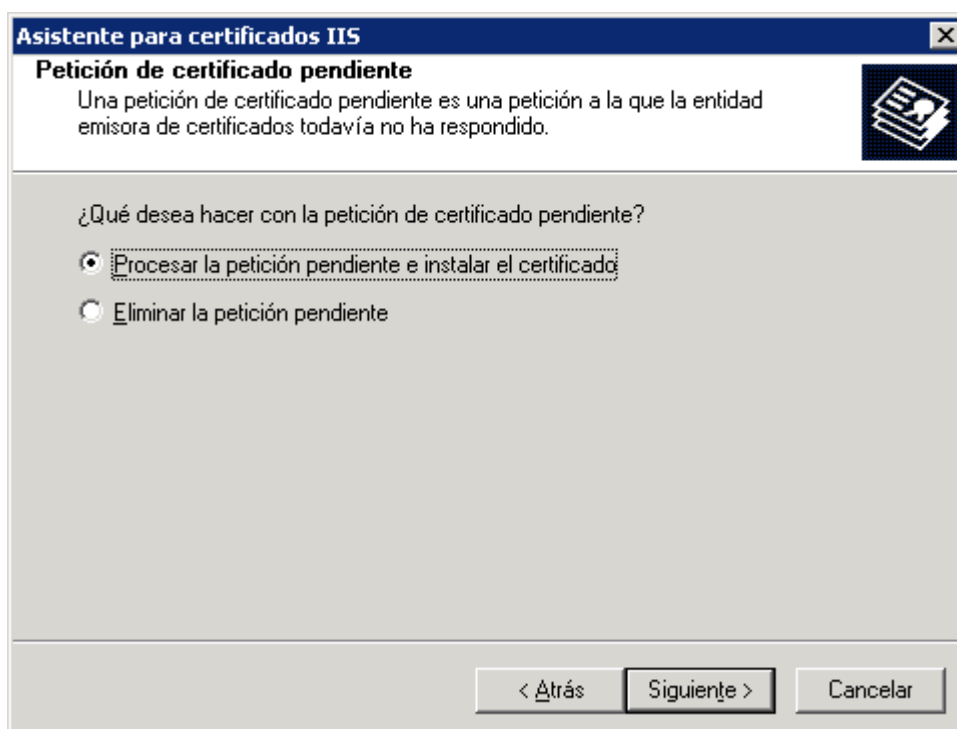 Asistente para certificados IIS
Petición de certificado pendiente
Una petición de certificado pendiente es una petición a la que la entidad
emisora de certificados todavía no ha respondido.
¿Qué desea hacer con la petición de certificado pendiente?
Procesar la petición pendiente e instalar el certificado
Eliminar la petición pendiente
< Atrás Siguiente > Cancelar